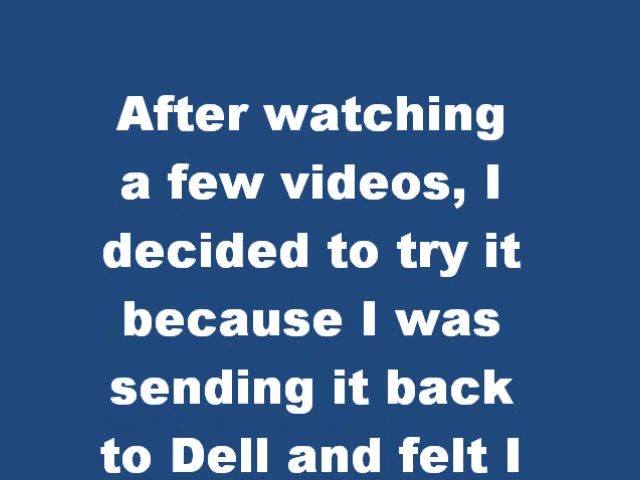 After watching
a few videos, I
decided to try it
because I was
sending it back
to Dell and felt I